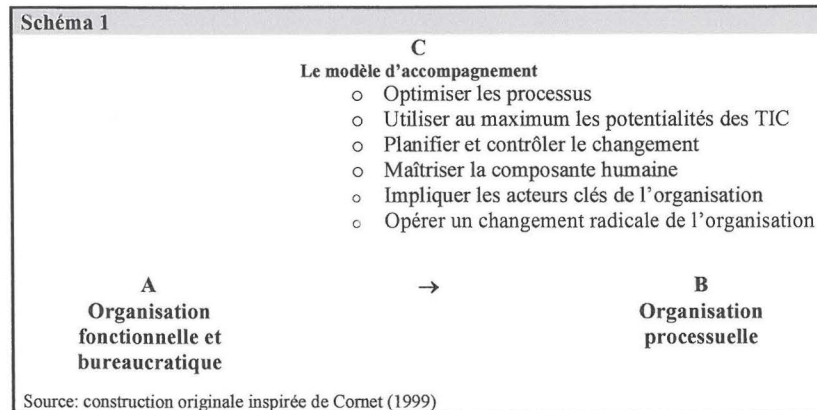 Schéma 1
C
Le modèle d'accompagnement
o Optimiser les processus
o Utiliser au maximum les potentialités des TIC
o Planifier et contrôler le changement
o Maîtriser la composante humaine
o Impliquer les acteurs clés de l'organisation
o Opérer un changement radicale de l'organisation
A → B
Organisation Organisation
fonctionnelle et processuelle
bureaucratique
Source: construction originale inspirée de Cornet (1999)